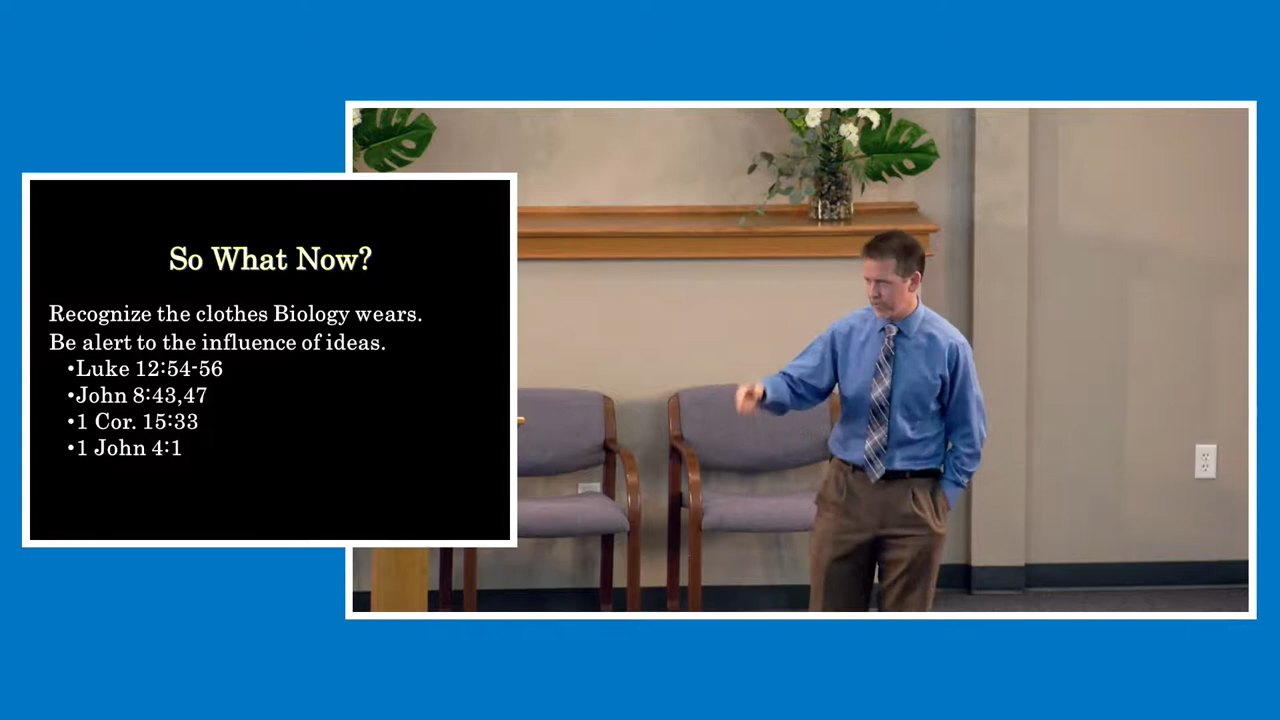 So What Now?
Recognize the clothes Biology wears.
Be alert to the influence of ideas.
•Luke 12:54-56
•John 8:43,47
•1 Cor. 15:33
•1 John 4:1